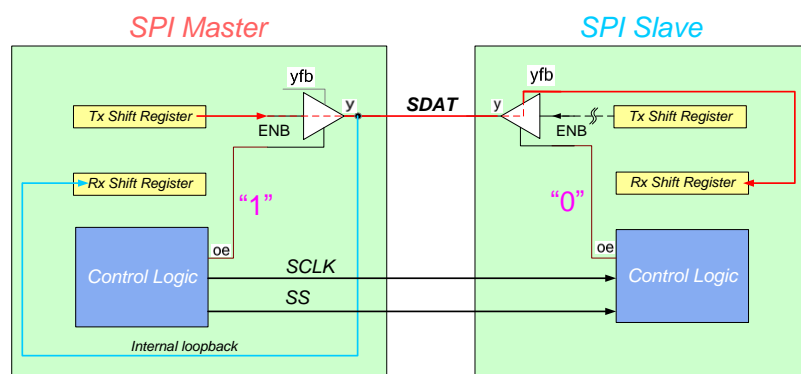 SPI Master
SPI Slave
yfb
yfb
y
SDAT
y
Tx Shift Register
ENB
ENB
Tx Shift Register
Rx Shift Register
Rx Shift Register
“1”
“0”
oe
oe
Control Logic
SCLK
Control Logic
SS
Internal loopback